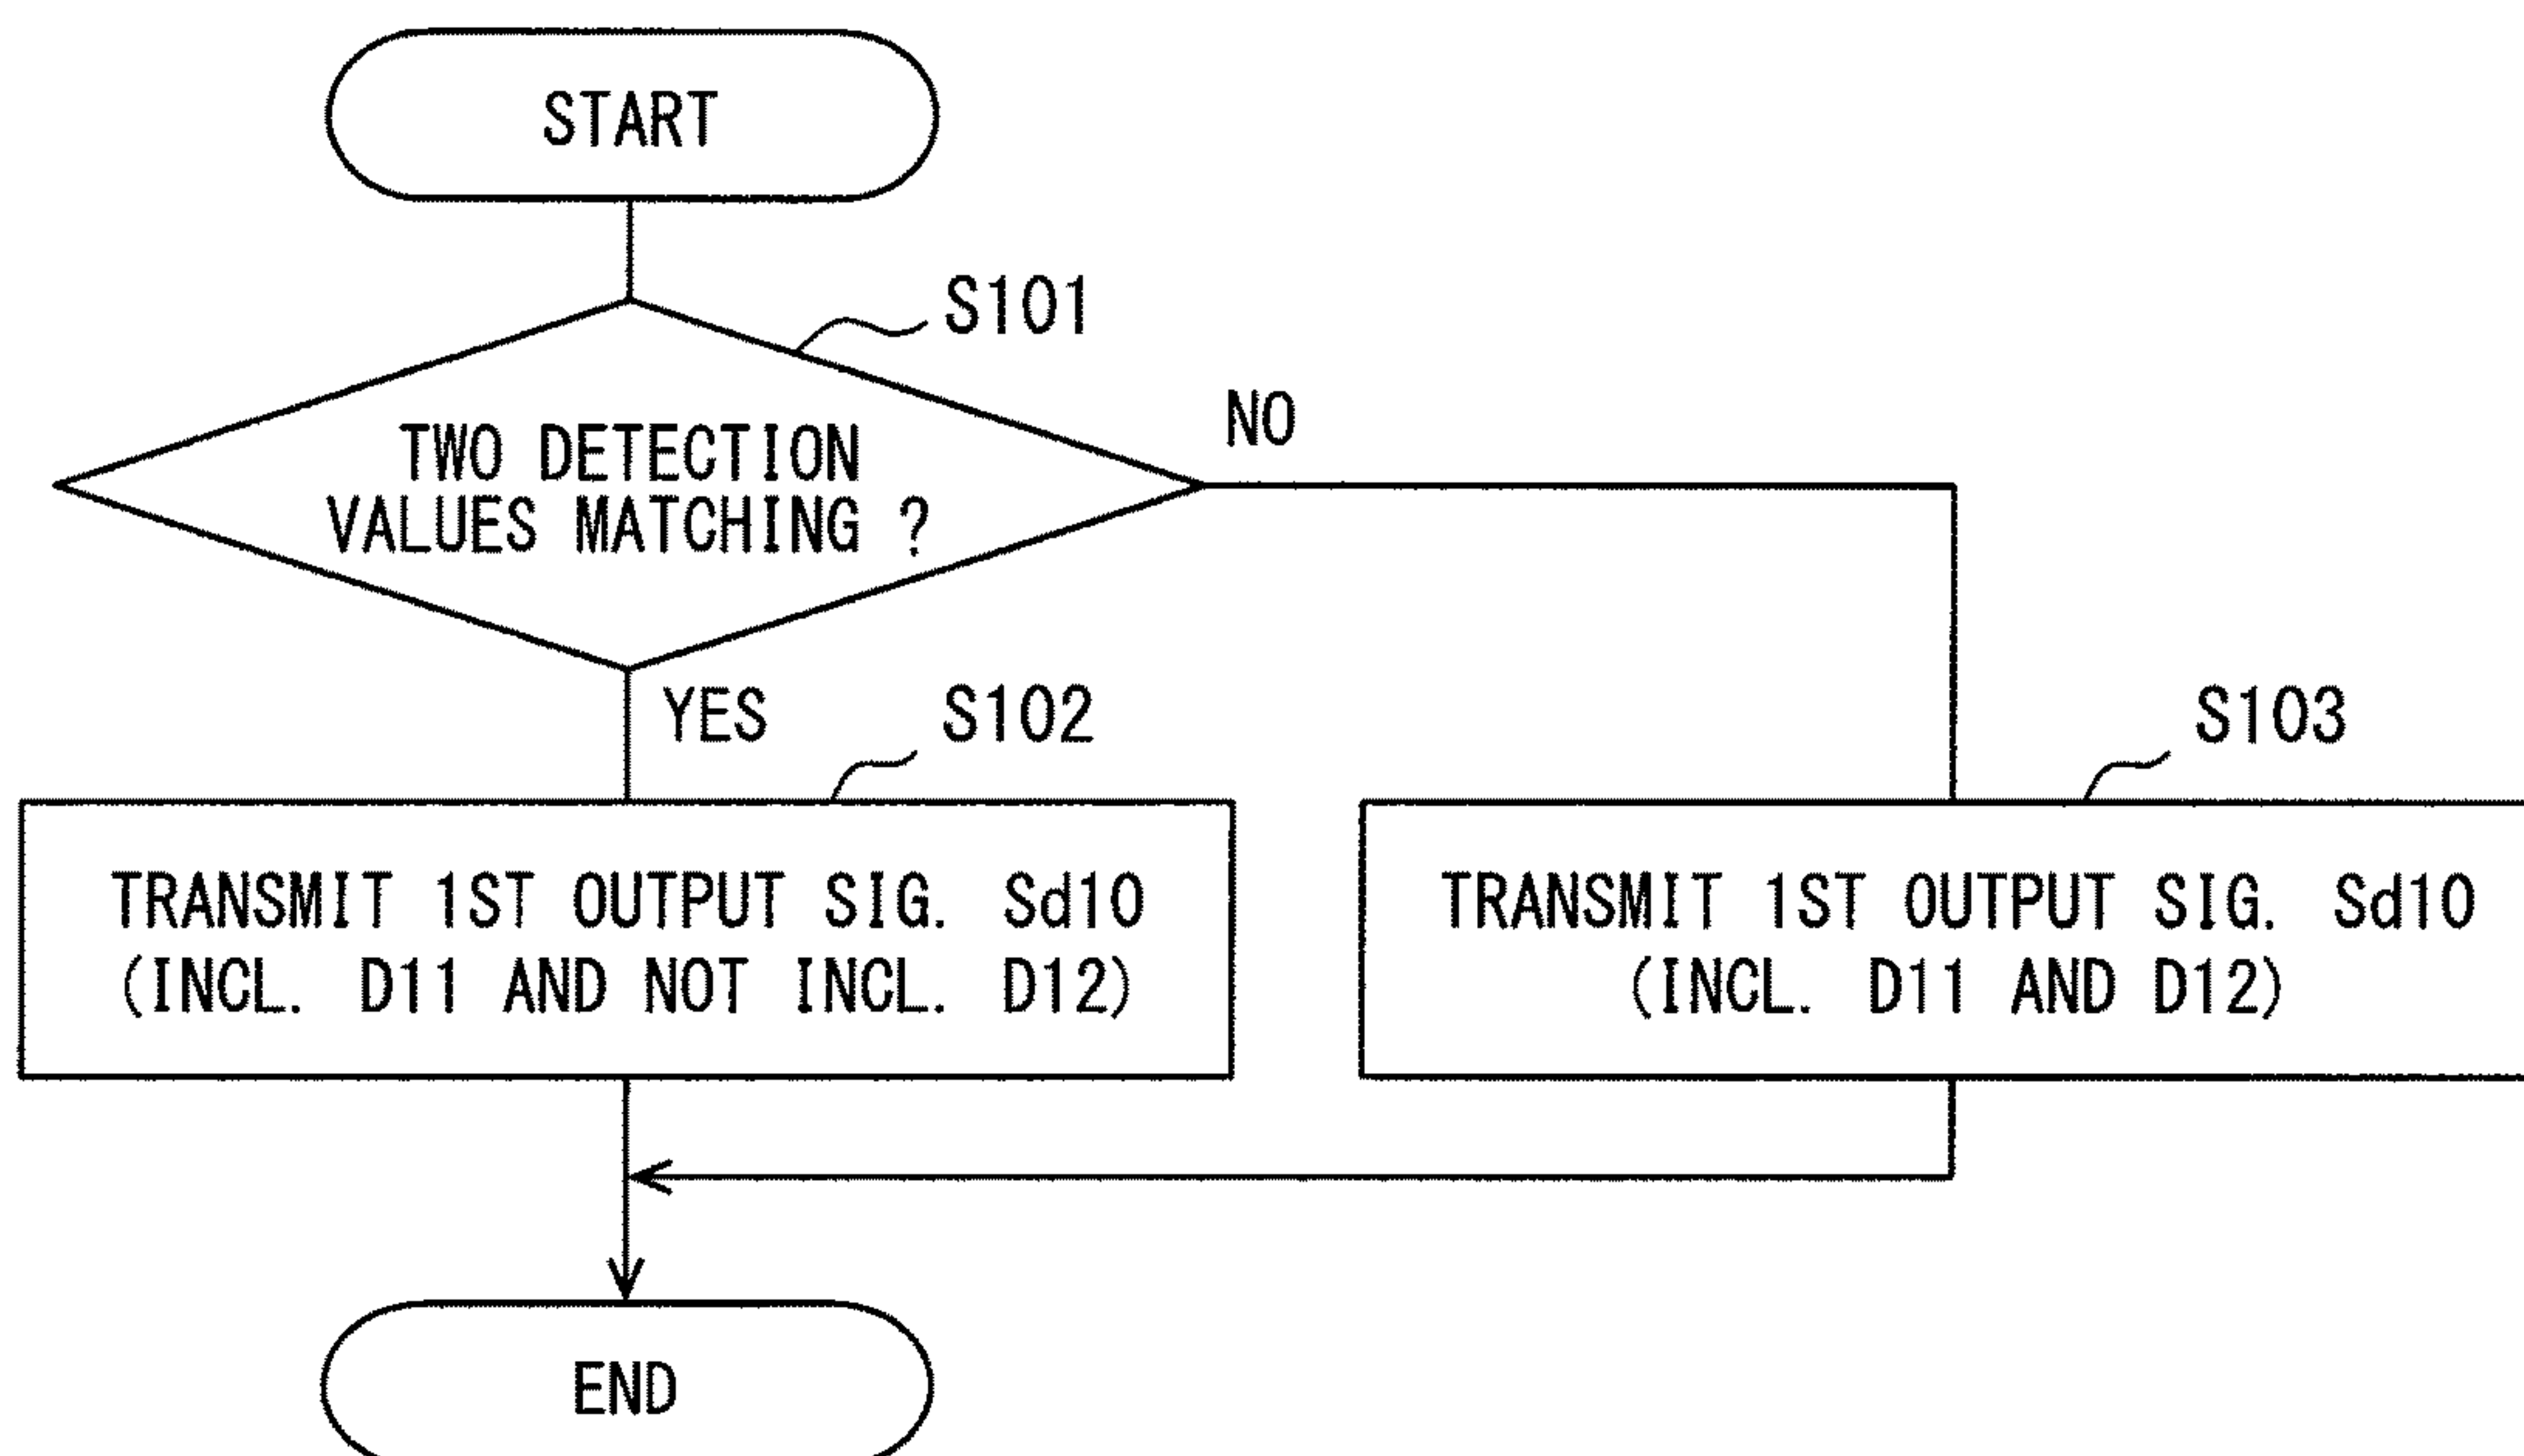 START
S101
TWO DETECTION
VALUES MATCHING ?
NO
YES
S102
S103
TRANSMIT 1ST OUTPUT SIG. Sd10
(INCL. D11 AND NOT INCL. D12)
TRANSMIT 1ST OUTPUT SIG. Sd10
(INCL. D11 AND D12)
END